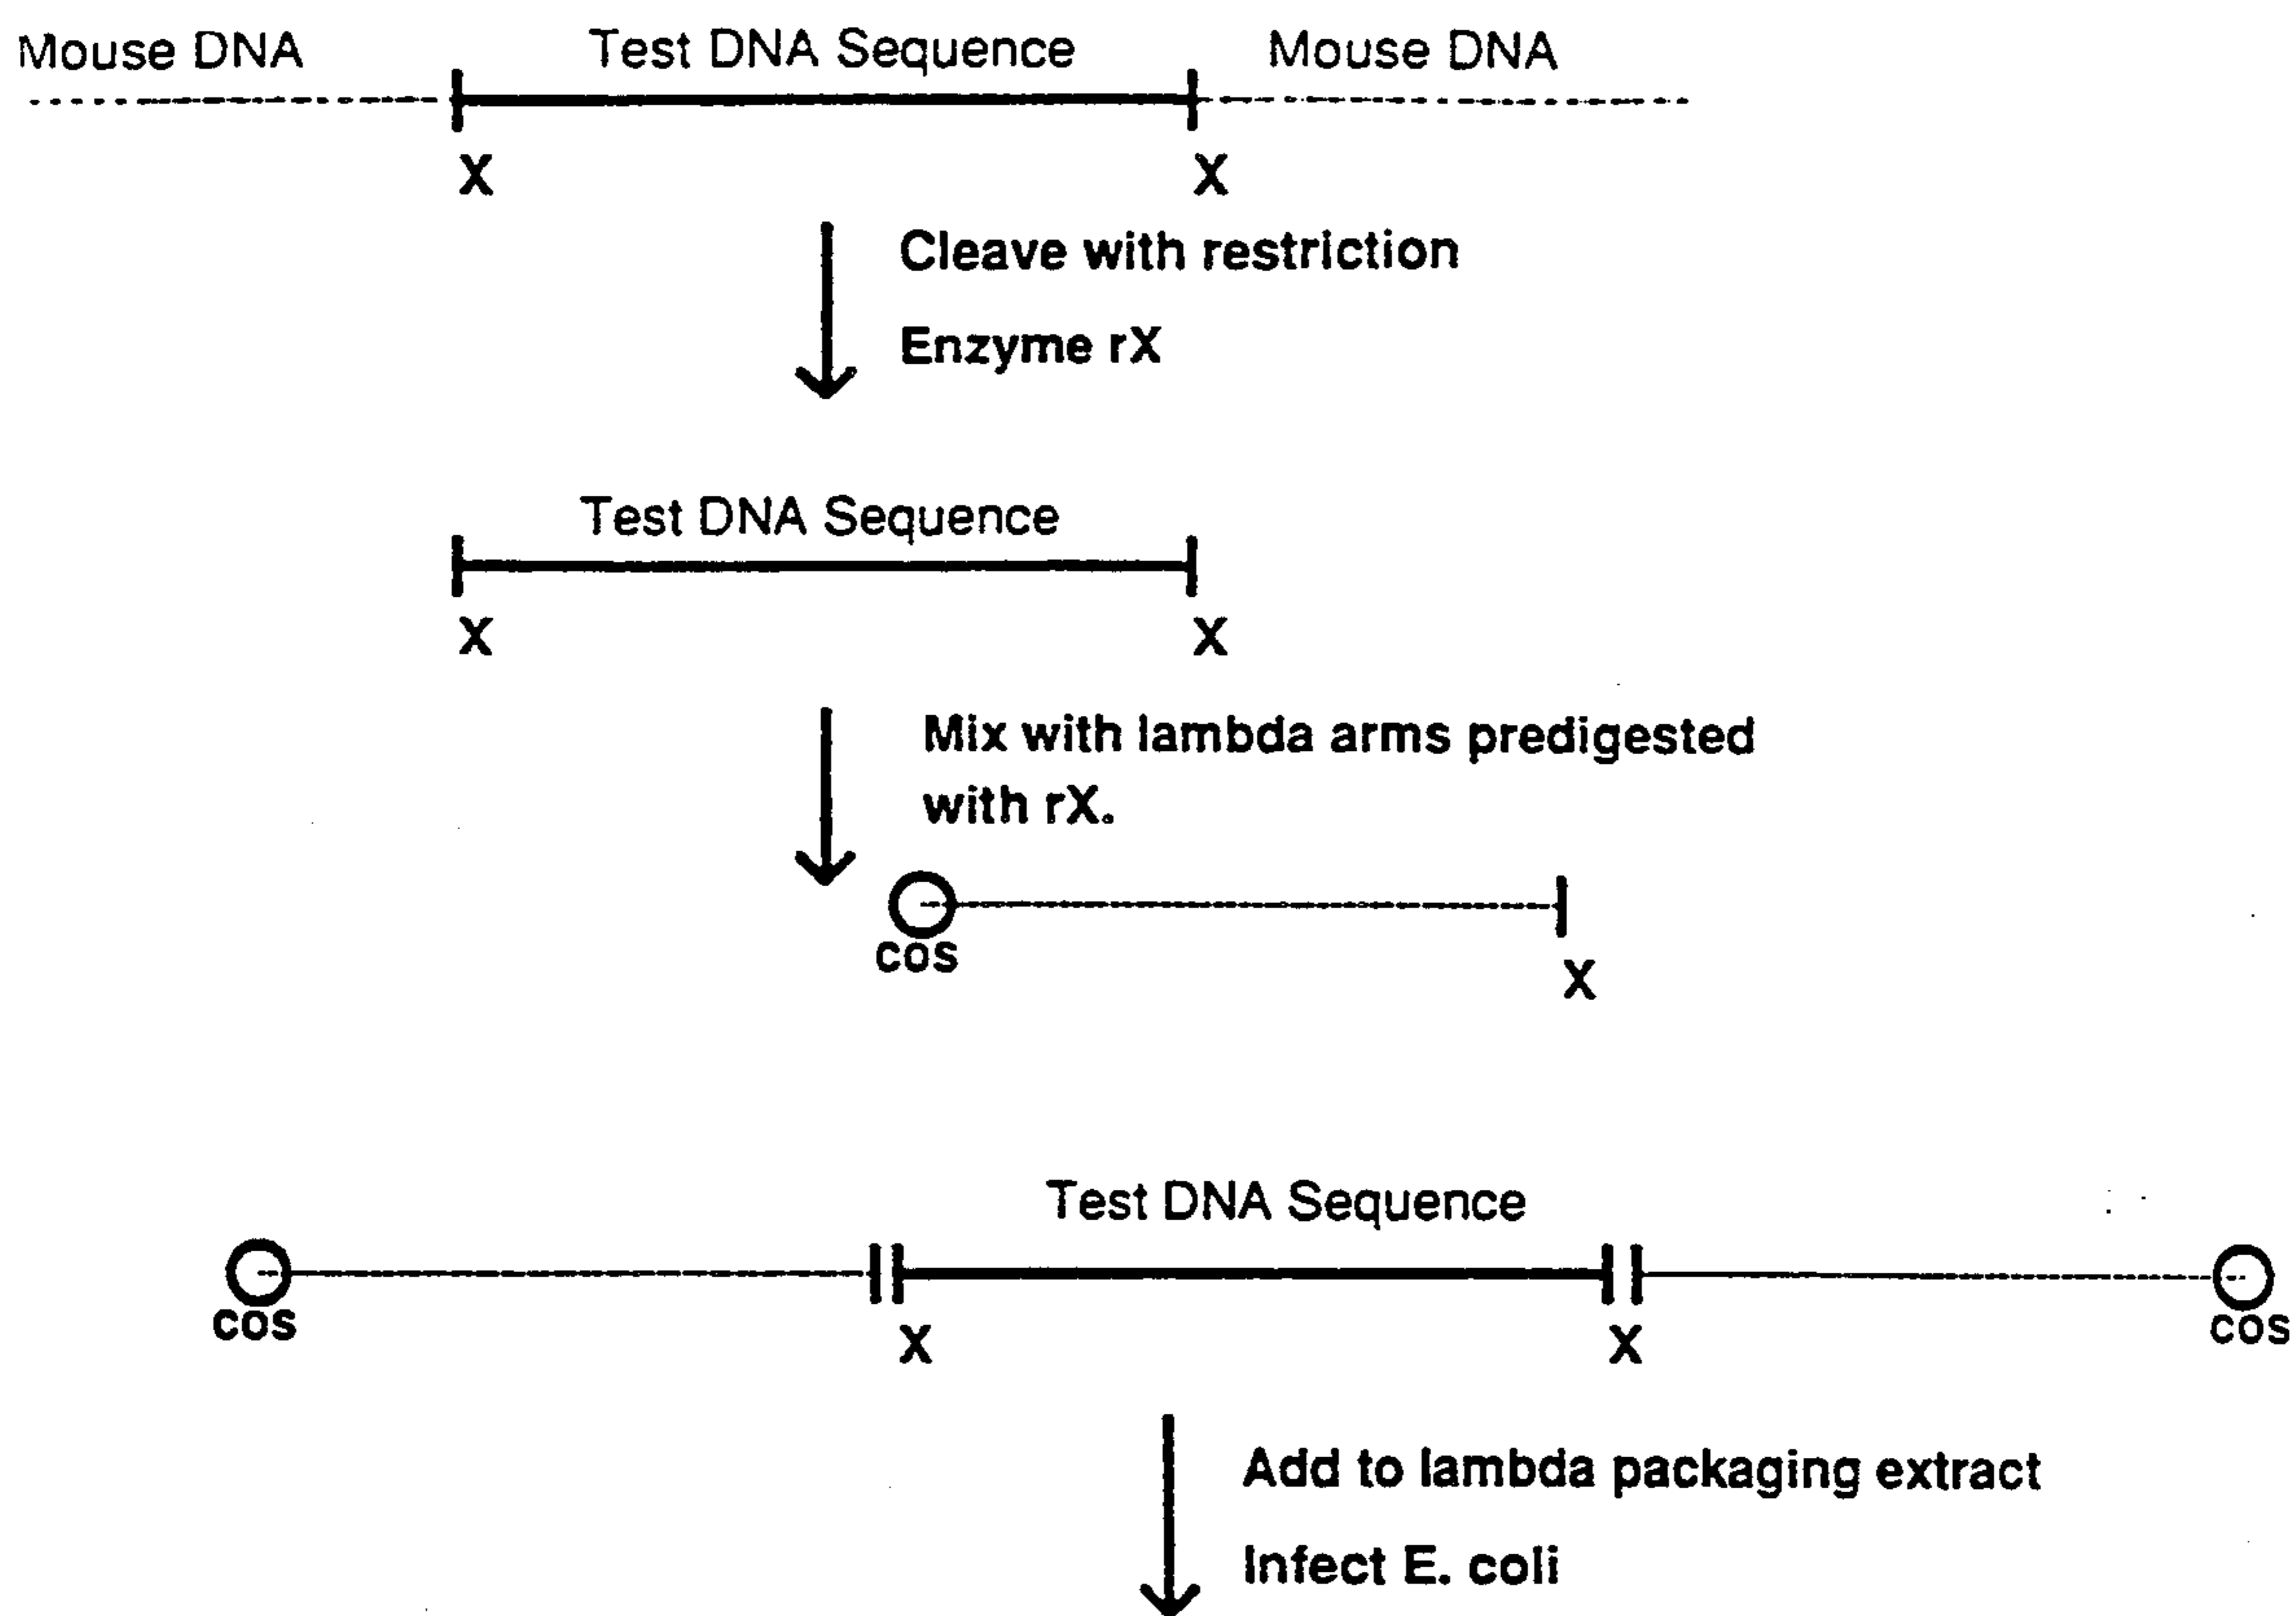 Mouse DNA Test DNA Sequence Mouse DNA
X X
Cleave with restriction
Enzyme rX
Test DNA Sequence
X X
Mix with lambda arms predigested
with rX.
cos
X
Test DNA Sequence
cos X X cos
Add to lambda packaging extract
Infect E. coli